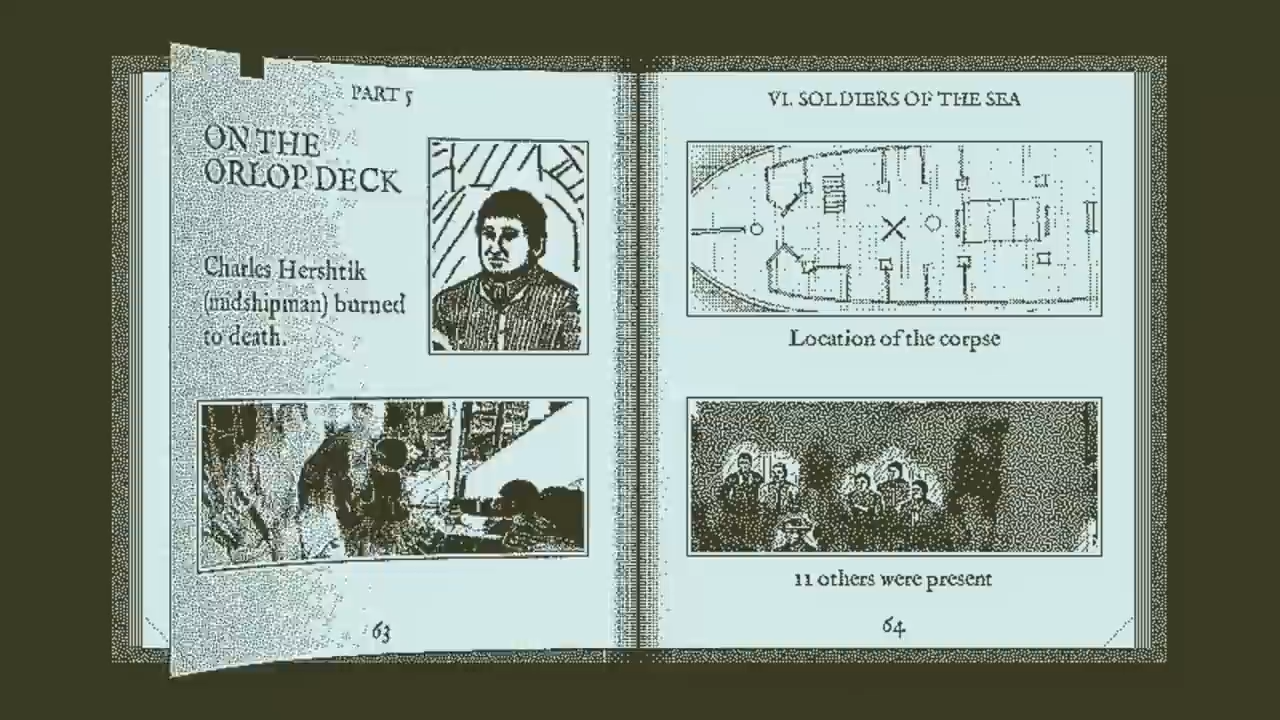 PART 5
ON THE
ORLOP DECK
Charles Hershtik
(midshipman) burned
to death.
63
VI. SOLDIERS OF THE SEA
Location of the corpse
11 others were present
64